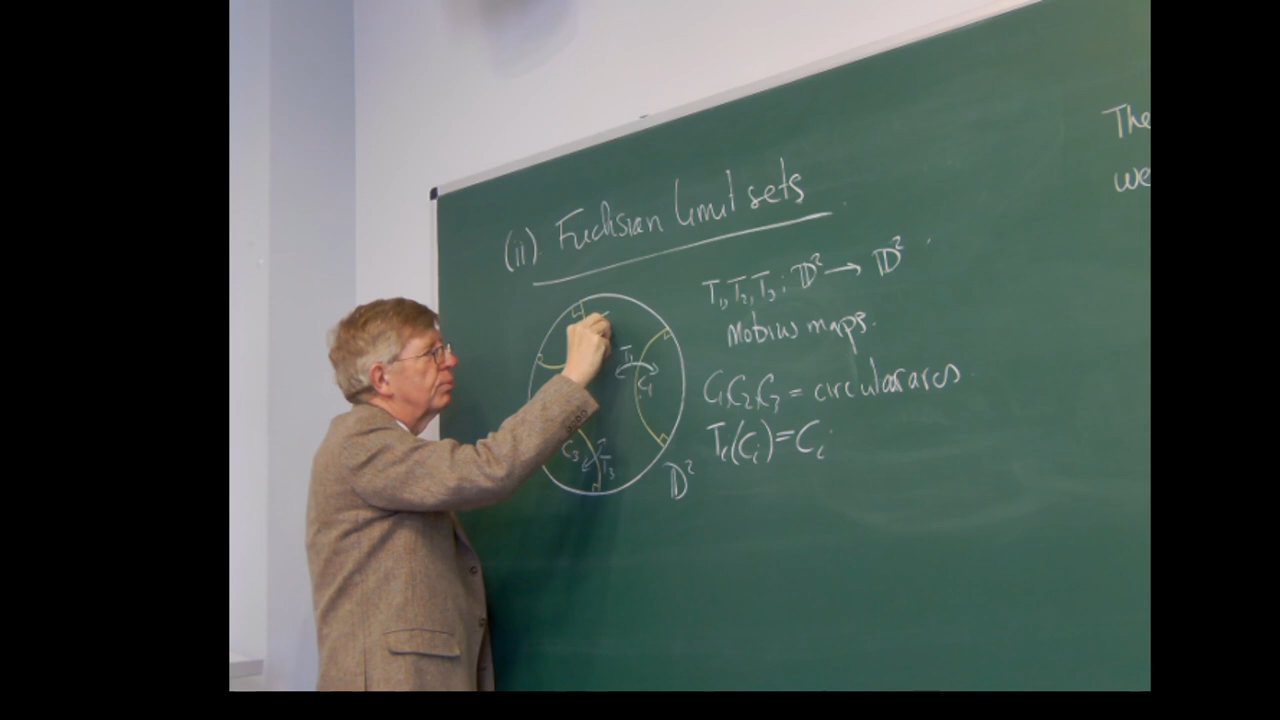 (ii) Fuchsian limit sets
T₁, T₂, T₃ : 𝔻² → 𝔻²
Mobius maps.
C₁, C₂, C₃ = circular arcs
Tᵢ(Cᵢ) = Cᵢ
T₁
C₁
C₃
T₃
𝔻²
The
we